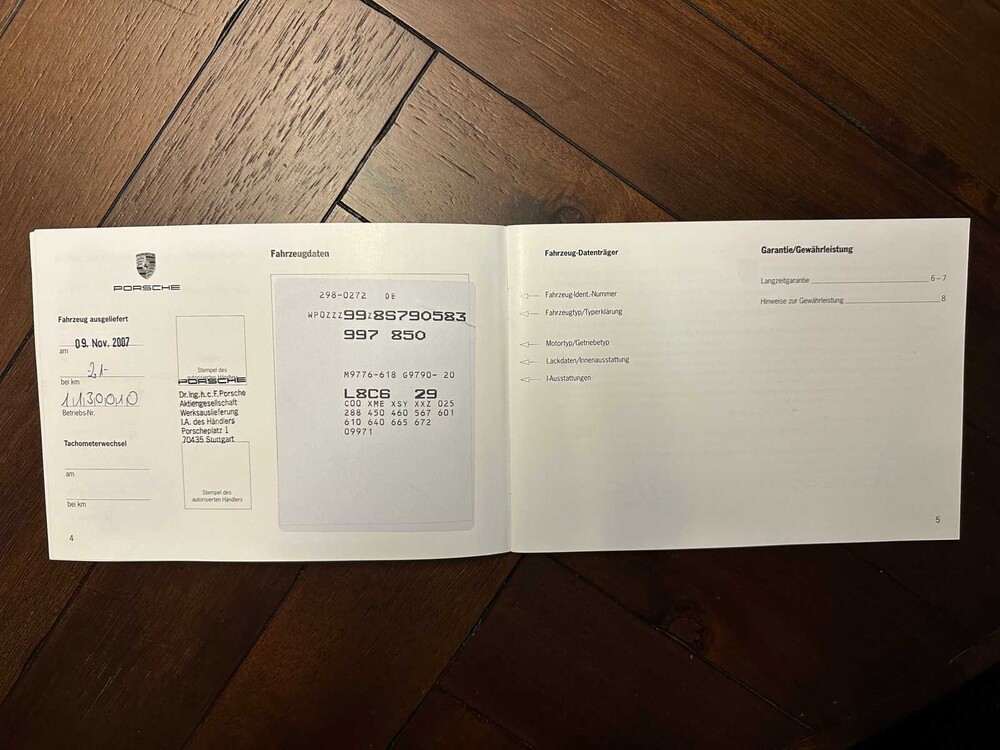 PORSCHE
Fahrzeug ausgeliefert
09. Nov. 2007
am
21-
bei km
1130010
Betriebs-Nr.
Tachometerwechsel
am
bei km
4
Stempel des
autorisierten Händlers
PORSCHE
Dr.Ing.h.c.F.Porsche
Aktiengesellschaft
Werksauslieferung
I.A. des Händlers
Porscheplatz 1
70435 Stuttgart
Stempel des
autorisierten Händlers
Fahrzeugdaten
298-0272 DE
WPOZZZ99Z8S790583
997 850
M9776-618 G9790- 20
L8C6 29
C00 XME XSY XXZ 025
288 450 460 567 601
610 640 665 672
09971
Fahrzeug-Datenträger
Fahrzeug-Ident.-Nummer
Fahrzeugtyp/Typerklärung
Motortyp/Getriebetyp
Lackdaten/Innenausstattung
I-Ausstattungen
Garantie/Gewährleistung
Langzeitgarantie 6–7
Hinweise zur Gewährleistung 8
5